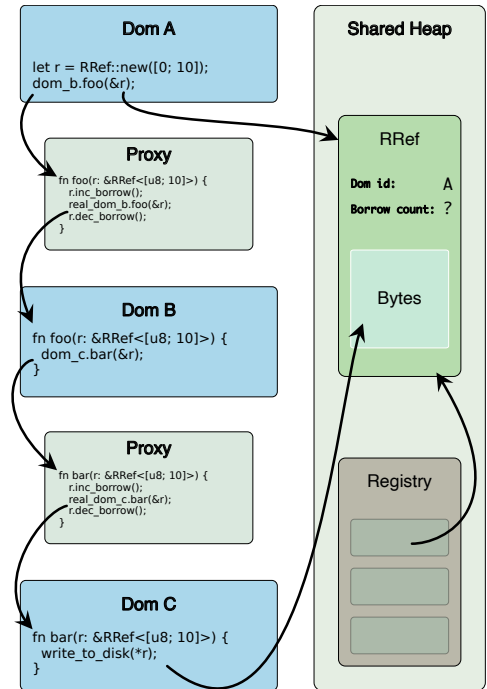 Dom A
let r = RRef::new([0; 10]);
dom_b.foo(&r);
Proxy
fn foo(r: &RRef<[u8; 10]>) {
r.inc_borrow();
real_dom_b.foo(&r);
r.dec_borrow();
}
Dom B
fn foo(r: &RRef<[u8; 10]>) {
dom_c.bar(&r);
}
Proxy
fn bar(r: &RRef<[u8; 10]>) {
r.inc_borrow();
real_dom_c.bar(&r);
r.dec_borrow();
}
Dom C
fn bar(r: &RRef<[u8; 10]>) {
write_to_disk(*r);
}
Shared Heap
RRef
Dom id: A
Borrow count: ?
Bytes
Registry